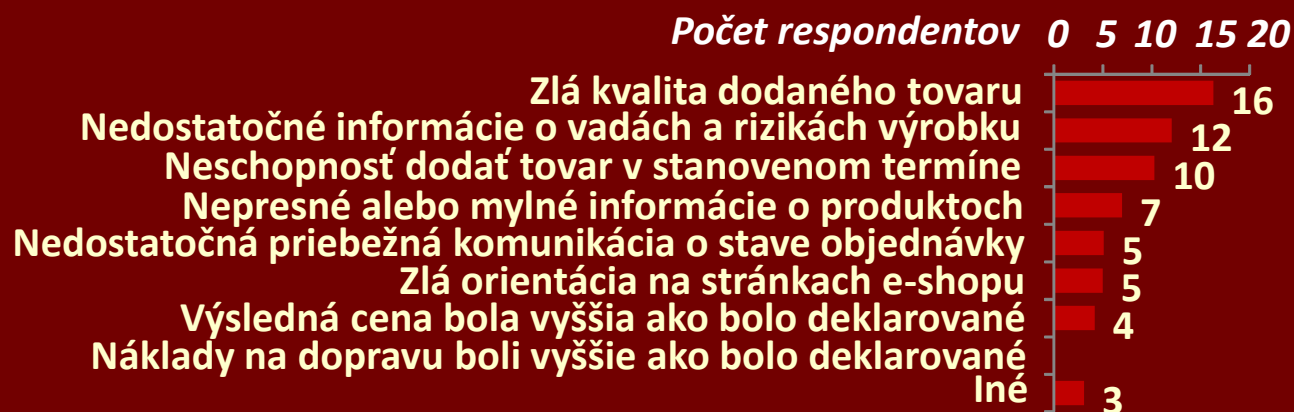 Počet respondentov 0 5 10 15 20
Zlá kvalita dodaného tovaru 16
Nedostatočné informácie o vadách a rizikách výrobku 12
Neschopnosť dodať tovar v stanovenom termíne 10
Nepresné alebo mylné informácie o produktoch 7
Nedostatočná priebežná komunikácia o stave objednávky 5
Zlá orientácia na stránkach e-shopu 5
Výsledná cena bola vyššia ako bolo deklarované 4
Náklady na dopravu boli vyššie ako bolo deklarované
Iné 3